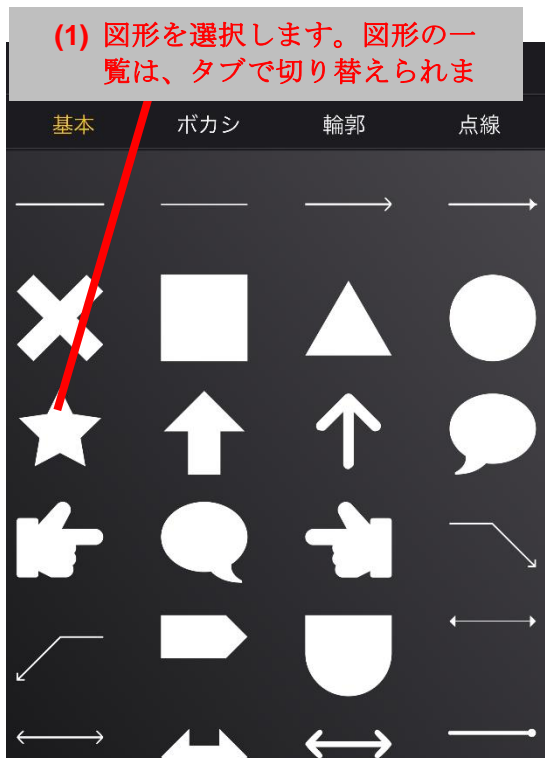 (1) 図形を選択します。図形の一
覧は、タブで切り替えられま
基本 ボカシ 輪郭 点線